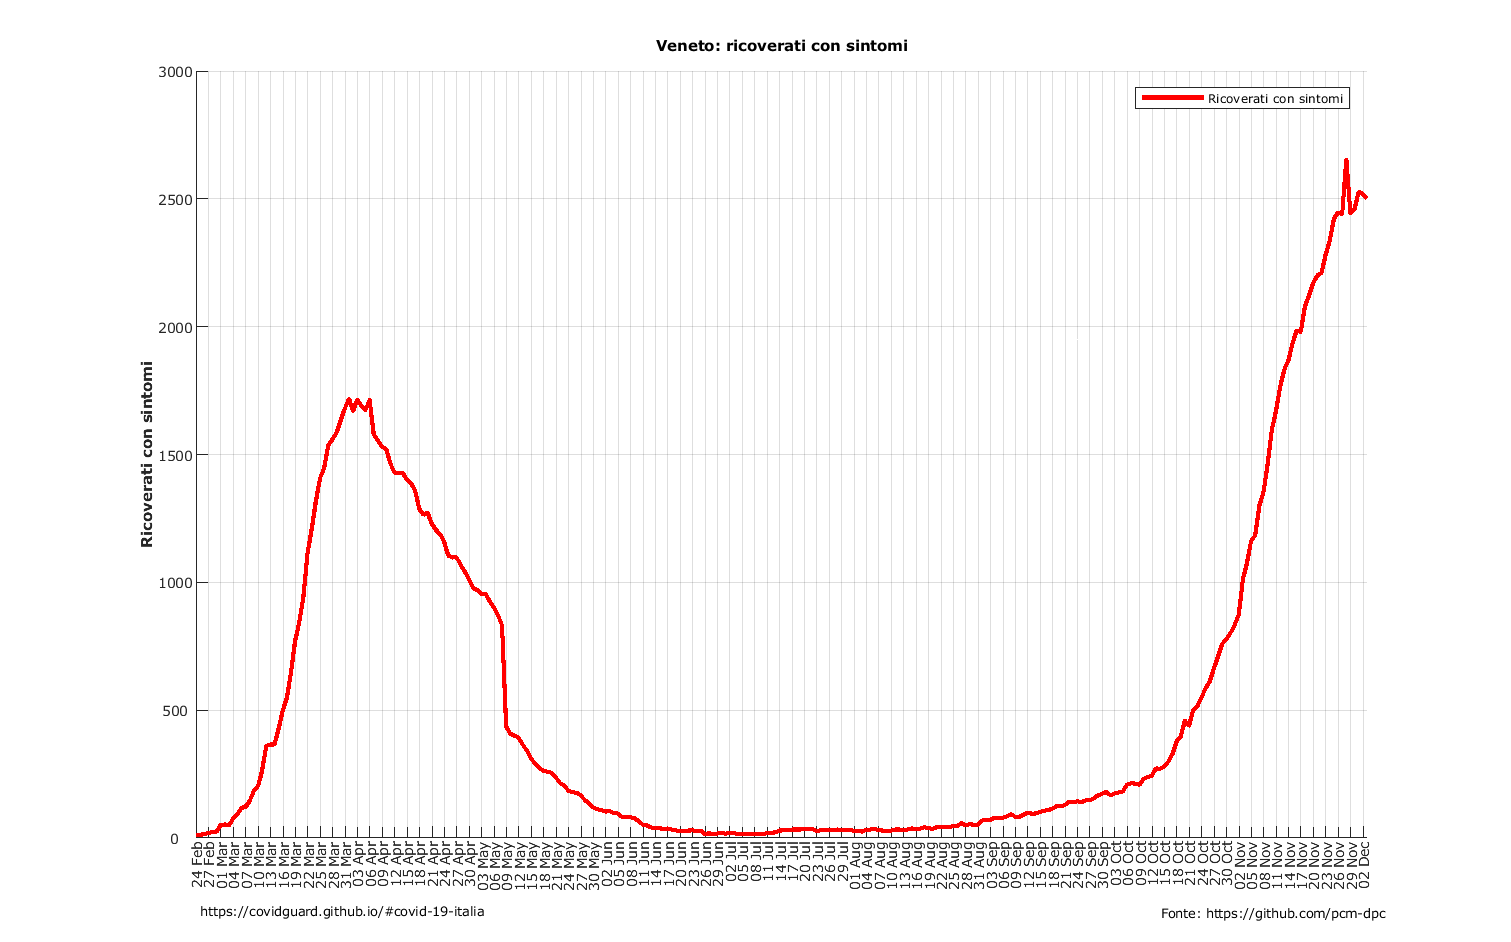 Veneto: ricoverati con sintomi
Ricoverati con sintomi
Ricoverati con sintomi
3000
2500
2000
1500
1000
500
0
24 Feb
27 Feb
01 Mar
04 Mar
07 Mar
10 Mar
13 Mar
16 Mar
19 Mar
22 Mar
25 Mar
28 Mar
31 Mar
03 Apr
06 Apr
09 Apr
12 Apr
15 Apr
18 Apr
21 Apr
24 Apr
27 Apr
30 Apr
03 May
06 May
09 May
12 May
15 May
18 May
21 May
24 May
27 May
30 May
02 Jun
05 Jun
08 Jun
11 Jun
14 Jun
17 Jun
20 Jun
23 Jun
26 Jun
29 Jun
02 Jul
05 Jul
08 Jul
11 Jul
14 Jul
17 Jul
20 Jul
23 Jul
26 Jul
29 Jul
01 Aug
04 Aug
07 Aug
10 Aug
13 Aug
16 Aug
19 Aug
22 Aug
25 Aug
28 Aug
31 Aug
03 Sep
06 Sep
09 Sep
12 Sep
15 Sep
18 Sep
21 Sep
24 Sep
27 Sep
30 Sep
03 Oct
06 Oct
09 Oct
12 Oct
15 Oct
18 Oct
21 Oct
24 Oct
27 Oct
30 Oct
02 Nov
05 Nov
08 Nov
11 Nov
14 Nov
17 Nov
20 Nov
23 Nov
26 Nov
29 Nov
02 Dec
https://covidguard.github.io/#covid-19-italia
Fonte: https://github.com/pcm-dpc